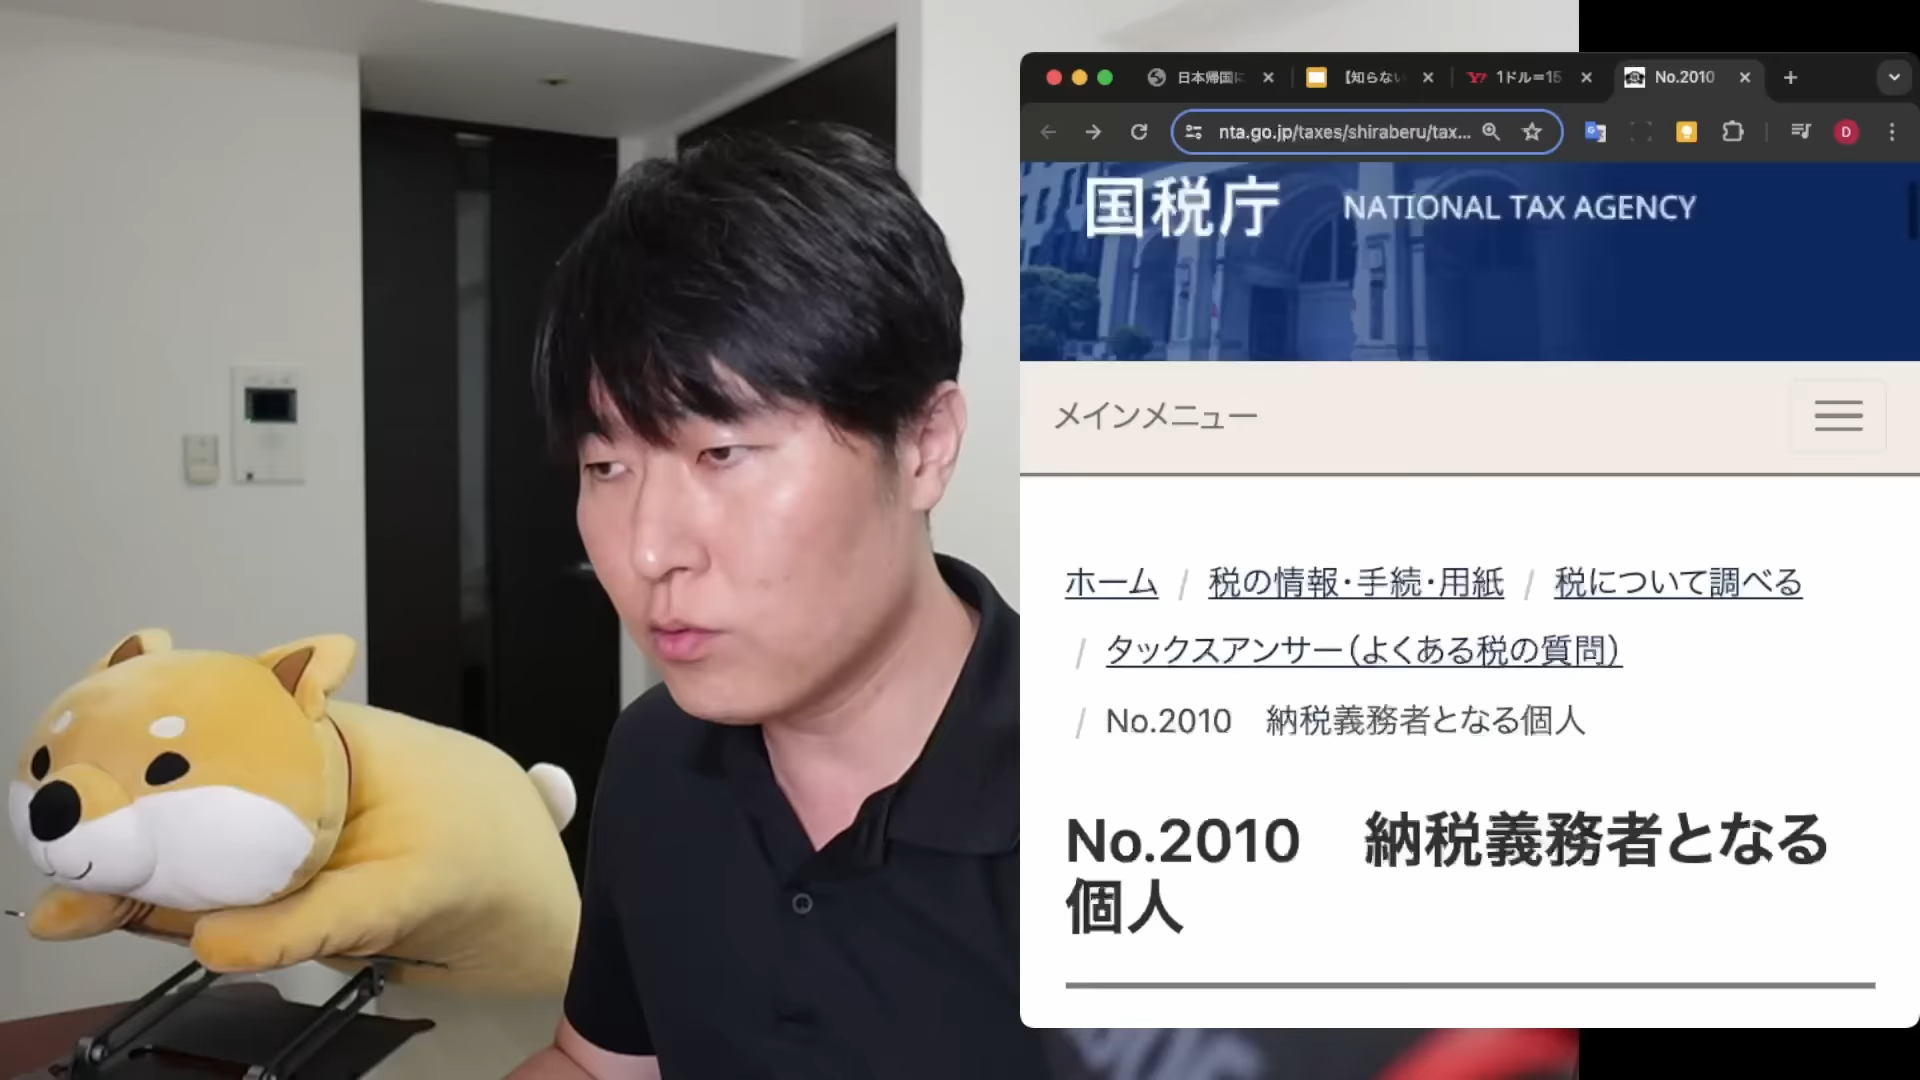 日本帰国に
【知らない
1ドル=15
No.2010
nta.go.jp/taxes/shiraberu/tax...
D
国税庁 NATIONAL TAX AGENCY
メインメニュー
ホーム / 税の情報・手続・用紙 / 税について調べる
/ タックスアンサー(よくある税の質問)
/ No.2010 納税義務者となる個人
No.2010 納税義務者となる
個人